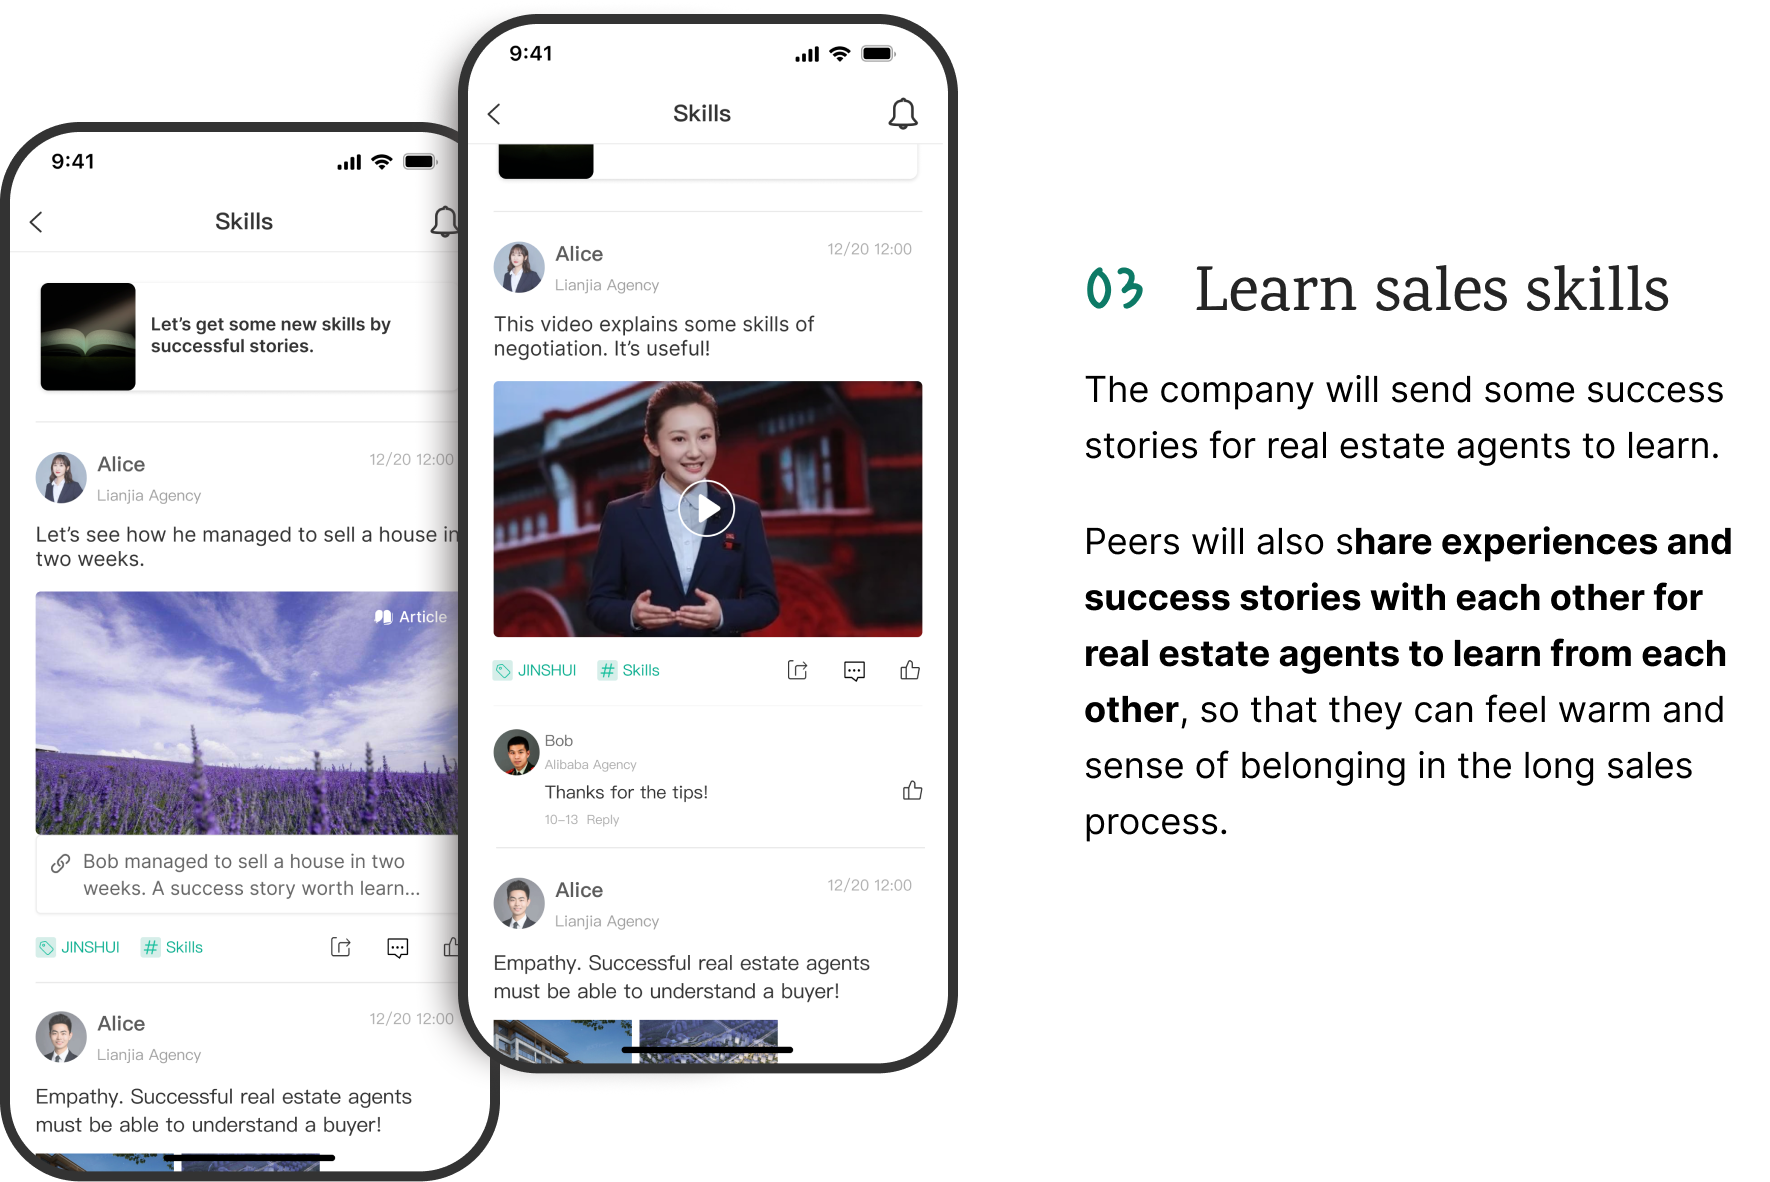 9:41
Skills
Let's get some new skills by
successful stories.
Alice
12/20 12:00
Lianjia Agency
Let's see how he managed to sell a house in
two weeks.
Article
Bob managed to sell a house in two
weeks. A success story worth learn...
JINSHUI
# Skills
Alice
12/20 12:00
Lianjia Agency
Empathy. Successful real estate agents
must be able to understand a buyer!
9:41
Skills
Alice
12/20 12:00
Lianjia Agency
This video explains some skills of
negotiation. It's useful!
JINSHUI
# Skills
Bob
Alibaba Agency
Thanks for the tips!
10–13 Reply
Alice
12/20 12:00
Lianjia Agency
Empathy. Successful real estate agents
must be able to understand a buyer!
03 Learn sales skills
The company will send some success
stories for real estate agents to learn.
Peers will also share experiences and
success stories with each other for
real estate agents to learn from each
other, so that they can feel warm and
sense of belonging in the long sales
process.